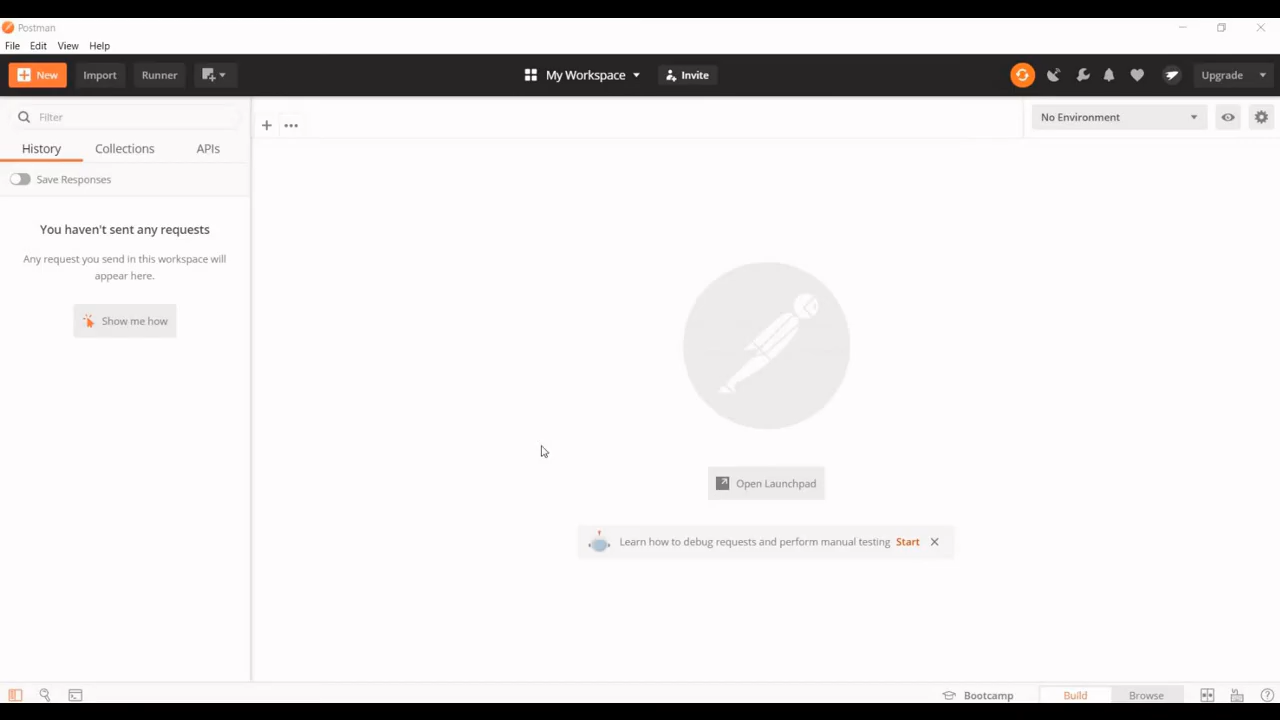 Postman
File Edit View Help
New Import Runner My Workspace Invite Upgrade
Filter
No Environment
History Collections APIs
Save Responses
You haven't sent any requests
Any request you send in this workspace will
appear here.
Show me how
Open Launchpad
Learn how to debug requests and perform manual testing Start
Bootcamp Build Browse